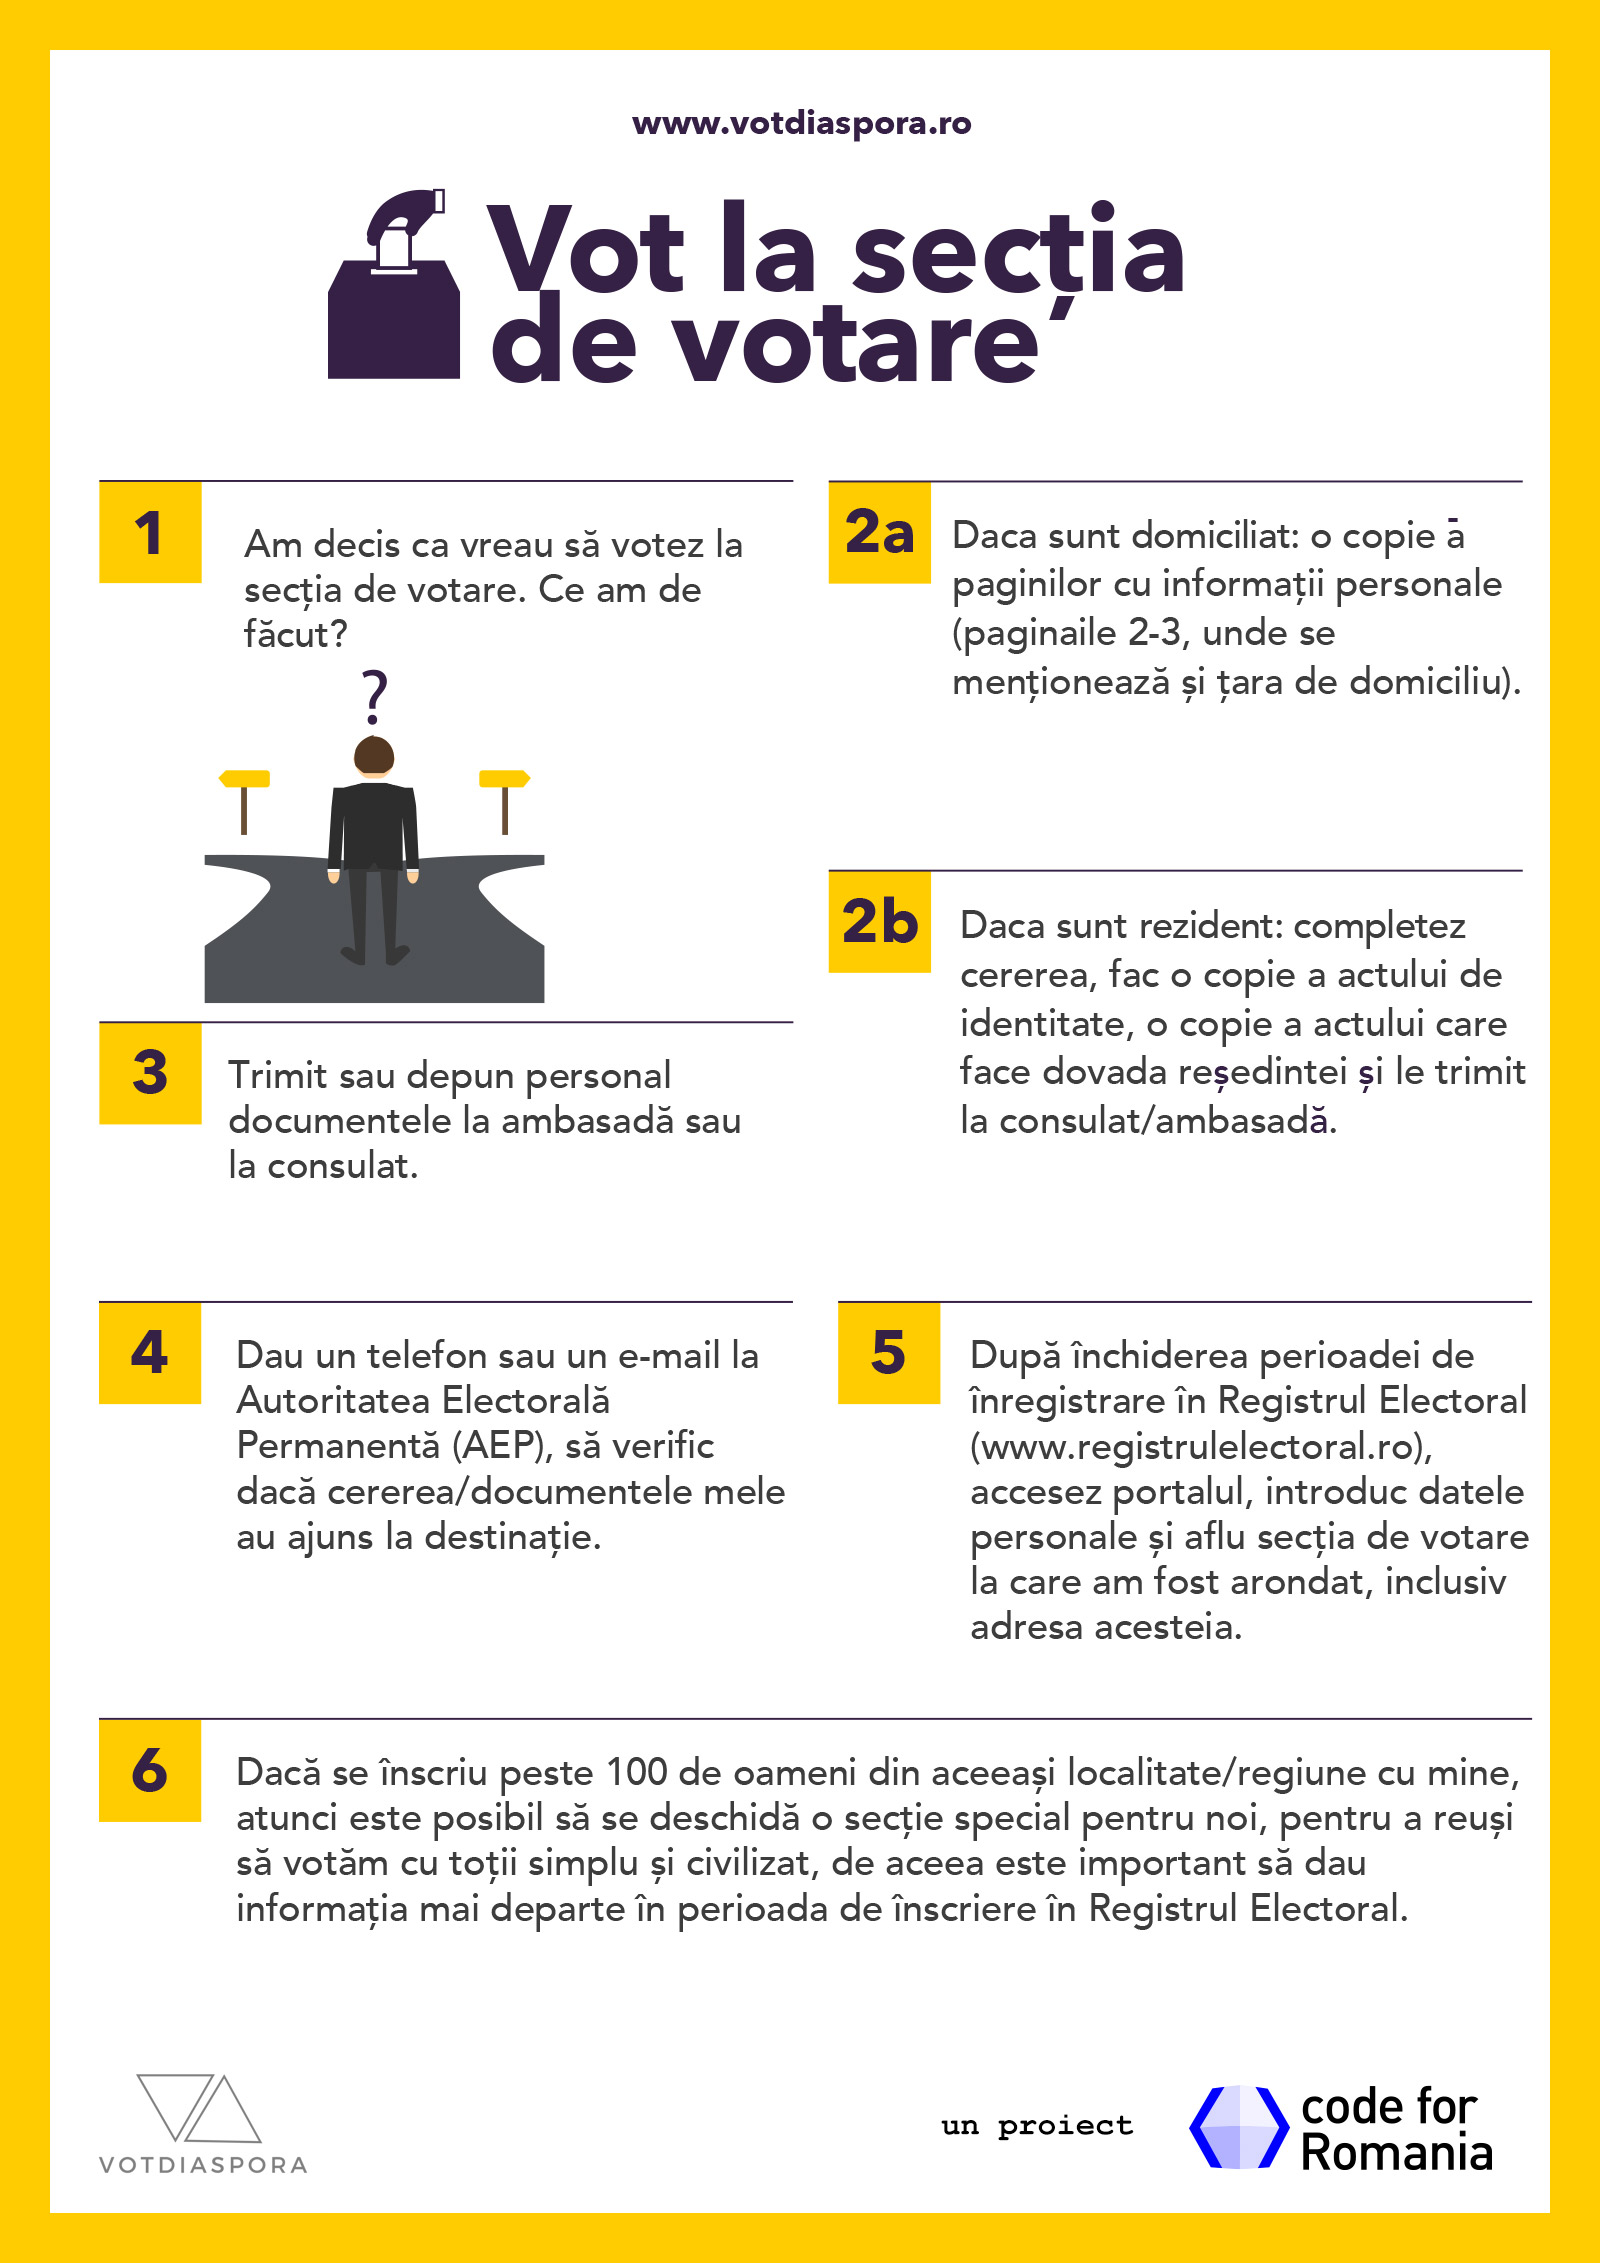 www.votdiaspora.ro
Vot la secția
de votare
1
Am decis ca vreau să votez la
secția de votare. Ce am de
făcut?
?
2a
Daca sunt domiciliat: o copie a
paginilor cu informații personale
(paginaile 2-3, unde se
menționează și țara de domiciliu).
2b
Daca sunt rezident: completez
cererea, fac o copie a actului de
identitate, o copie a actului care
face dovada reședintei și le trimit
la consulat/ambasadă.
3
Trimit sau depun personal
documentele la ambasadă sau
la consulat.
4
Dau un telefon sau un e-mail la
Autoritatea Electorală
Permanentă (AEP), să verific
dacă cererea/documentele mele
au ajuns la destinație.
5
După închiderea perioadei de
înregistrare în Registrul Electoral
(www.registrulelectoral.ro),
accesez portalul, introduc datele
personale și aflu secția de votare
la care am fost arondat, inclusiv
adresa acesteia.
6
Dacă se înscriu peste 100 de oameni din aceeași localitate/regiune cu mine,
atunci este posibil să se deschidă o secție special pentru noi, pentru a reuși
să votăm cu toții simplu și civilizat, de aceea este important să dau
informația mai departe în perioada de înscriere în Registrul Electoral.
VOTDIASPORA
un proiect
code for
Romania